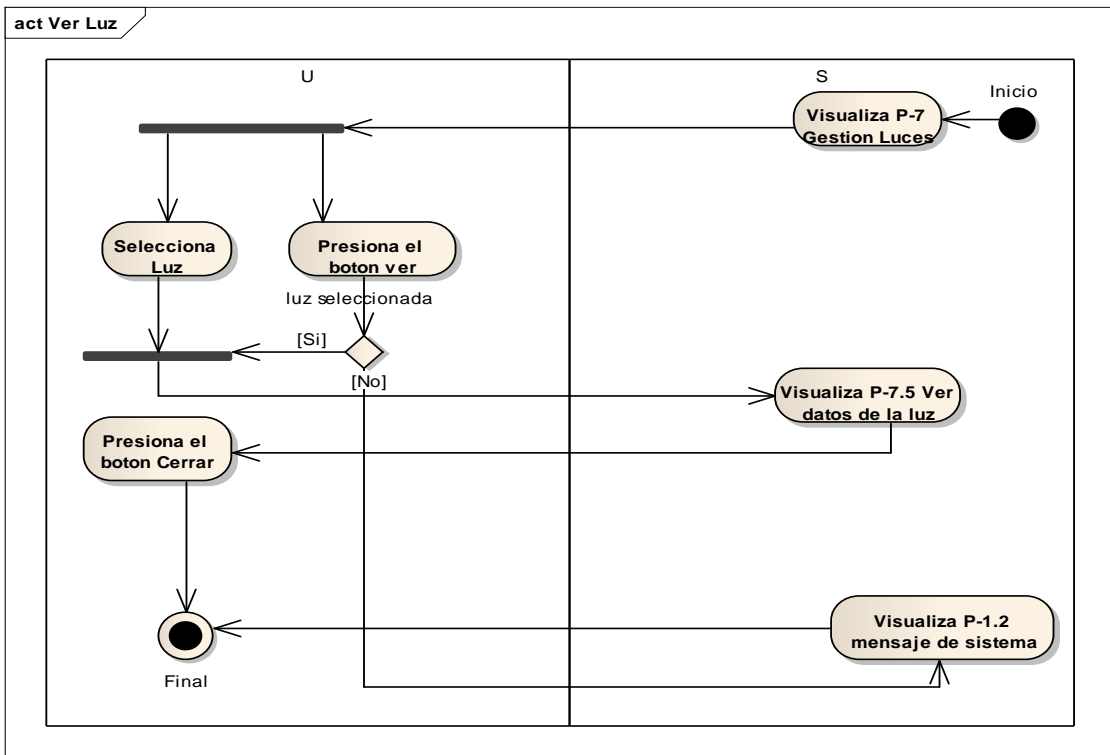 act Ver Luz
U
S
Inicio
Visualiza P-7
Gestion Luces
Selecciona
Luz
Presiona el
boton ver
luz seleccionada
[Si]
[No]
Visualiza P-7.5 Ver
datos de la luz
Presiona el
boton Cerrar
Visualiza P-1.2
mensaje de sistema
Final